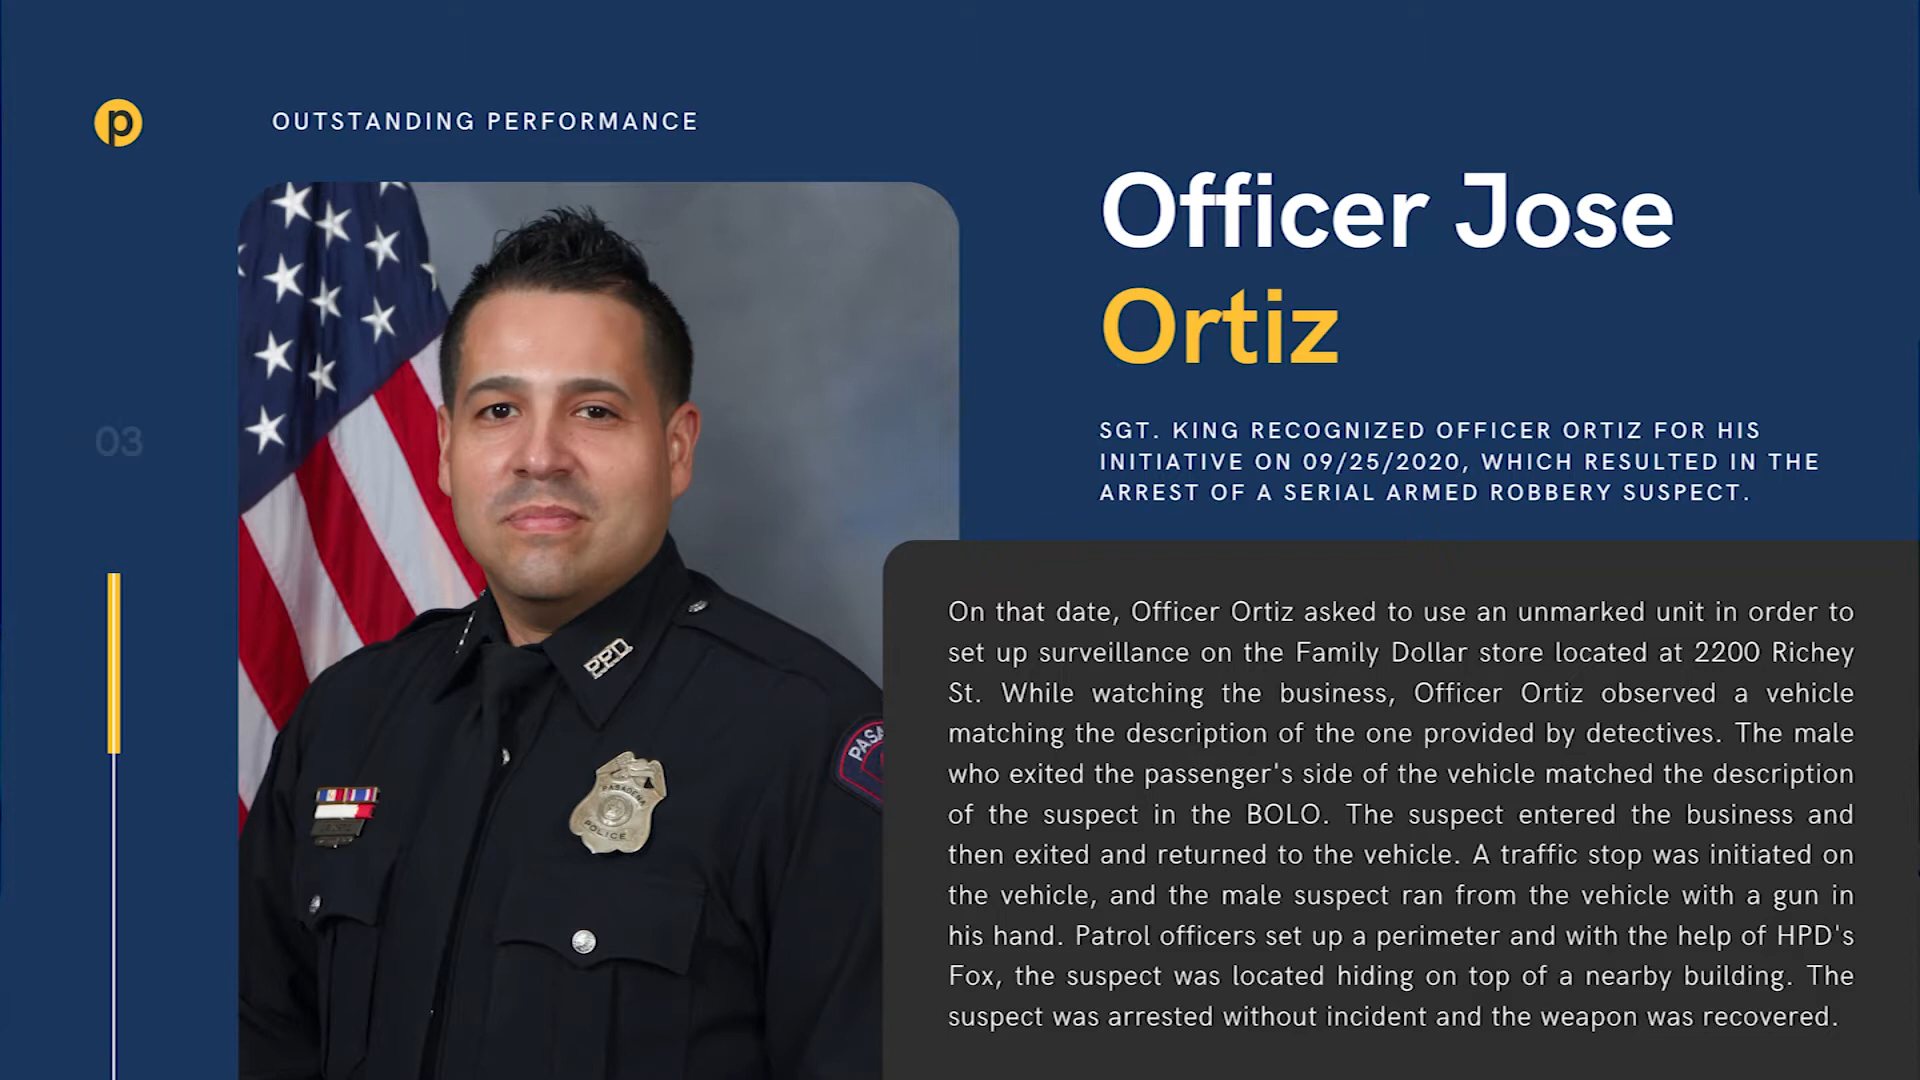 p
OUTSTANDING PERFORMANCE
Officer Jose
Ortiz
03
SGT. KING RECOGNIZED OFFICER ORTIZ FOR HIS
INITIATIVE ON 09/25/2020, WHICH RESULTED IN THE
ARREST OF A SERIAL ARMED ROBBERY SUSPECT.
On that date, Officer Ortiz asked to use an unmarked unit in order to
set up surveillance on the Family Dollar store located at 2200 Richey
St. While watching the business, Officer Ortiz observed a vehicle
matching the description of the one provided by detectives. The male
who exited the passenger's side of the vehicle matched the description
of the suspect in the BOLO. The suspect entered the business and
then exited and returned to the vehicle. A traffic stop was initiated on
the vehicle, and the male suspect ran from the vehicle with a gun in
his hand. Patrol officers set up a perimeter and with the help of HPD's
Fox, the suspect was located hiding on top of a nearby building. The
suspect was arrested without incident and the weapon was recovered.
PPD
PASADENA
POLICE
PASA